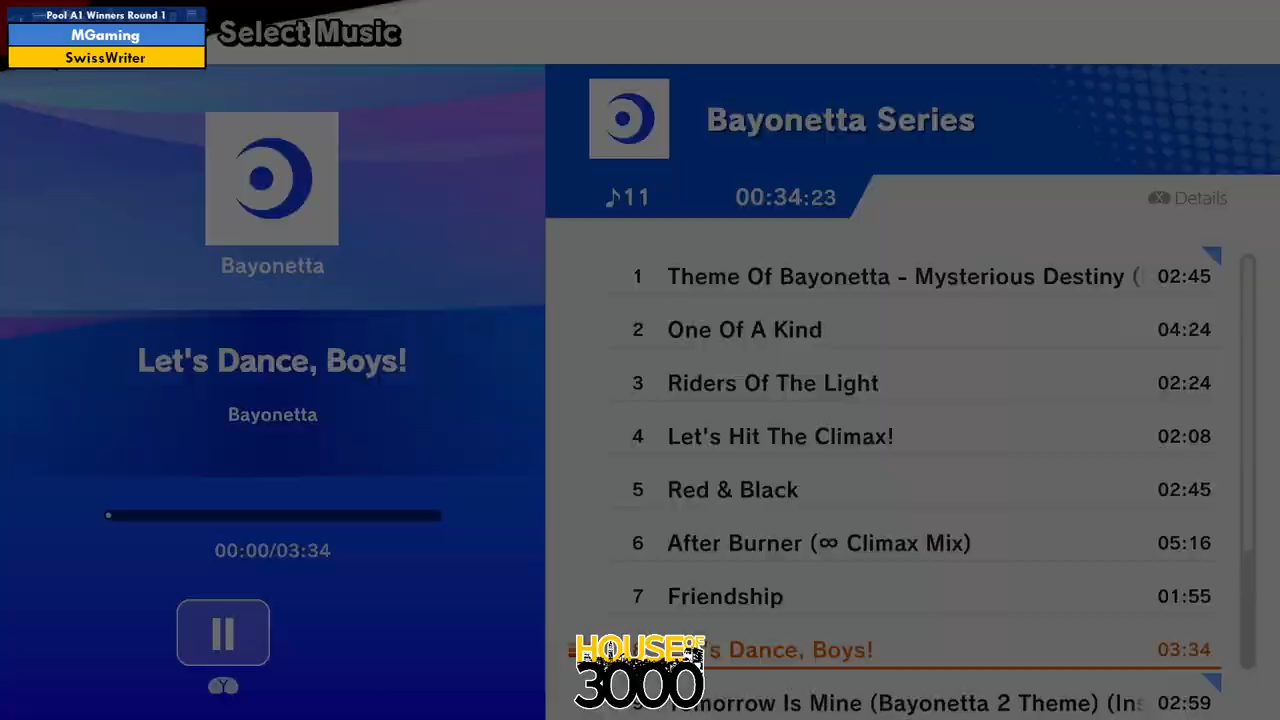 Pool A1 Winners Round 1
MGaming
SwissWriter
Select Music
Bayonetta
Let's Dance, Boys!
Bayonetta
00:00/03:34
Y
Bayonetta Series
♪11 00:34:23
X Details
1 Theme Of Bayonetta - Mysterious Destiny ( 02:45
2 One Of A Kind 04:24
3 Riders Of The Light 02:24
4 Let's Hit The Climax! 02:08
5 Red & Black 02:45
6 After Burner (∞ Climax Mix) 05:16
7 Friendship 01:55
's Dance, Boys! 03:34
Tomorrow Is Mine (Bayonetta 2 Theme) (Ins 02:59
HOUSE OF
3000